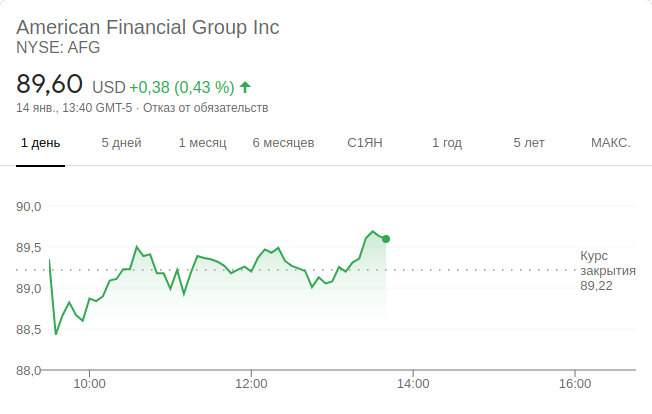 American Financial Group Inc
NYSE: AFG
89,60 USD +0,38 (0,43 %)
14 янв., 13:40 GMT-5 · Отказ от обязательств
1 день 5 дней 1 месяц 6 месяцев С1ЯН 1 год 5 лет МАКС.
90,0
89,5
Курс
закрытия
89,22
89,0
88,5
88,0
10:00 12:00 14:00 16:00